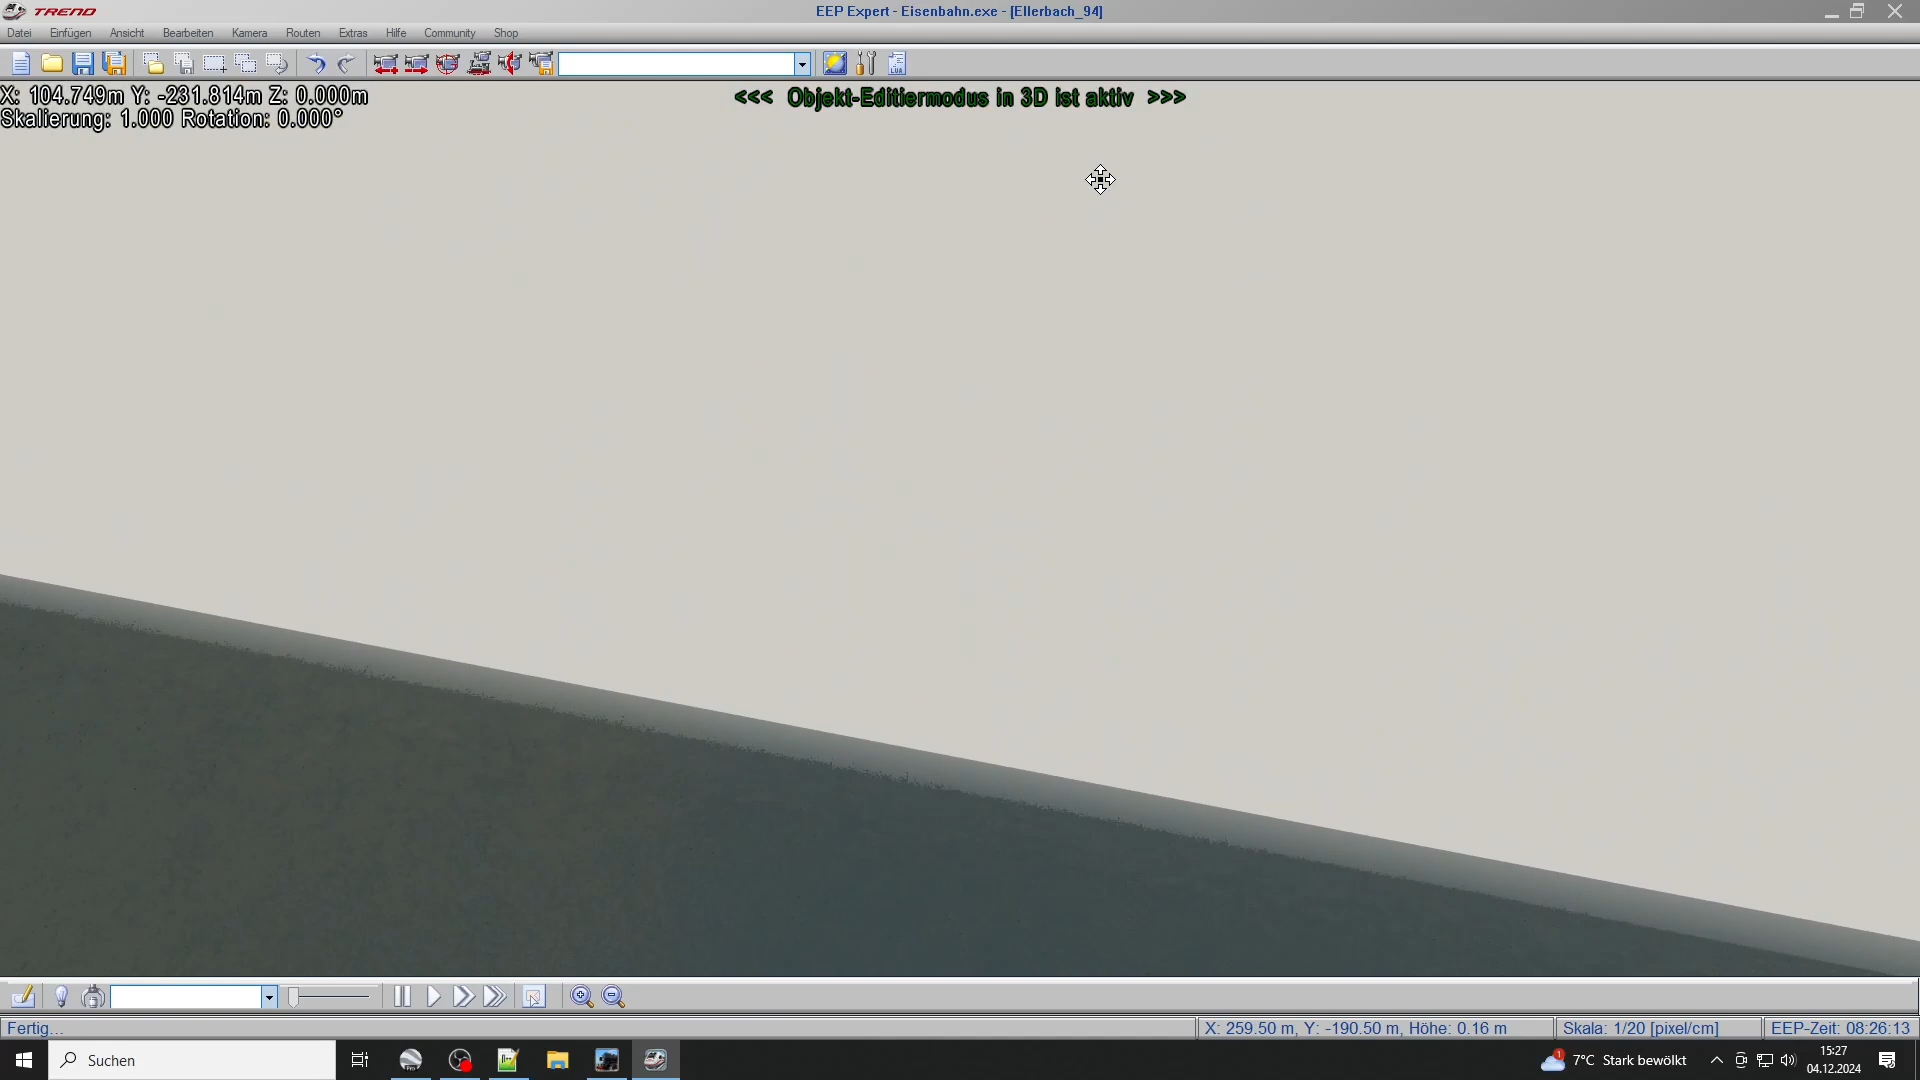 TREND
EEP Expert - Eisenbahn.exe - [Ellerbach_94]
Datei Einfügen Ansicht Bearbeiten Kamera Routen Extras Hilfe Community Shop
LUA
X: 104.749m Y: -231.814m Z: 0.000m
<<< Objekt-Editiermodus in 3D ist aktiv >>>
Skalierung: 1.000 Rotation: 0.000°
Fertig...
X: 259.50 m, Y: -190.50 m, Höhe: 0.16 m
Skala: 1/20 [pixel/cm]
EEP-Zeit: 08:26:13
Suchen
Pro
1
7°C Stark bewölkt
15:27
04.12.2024